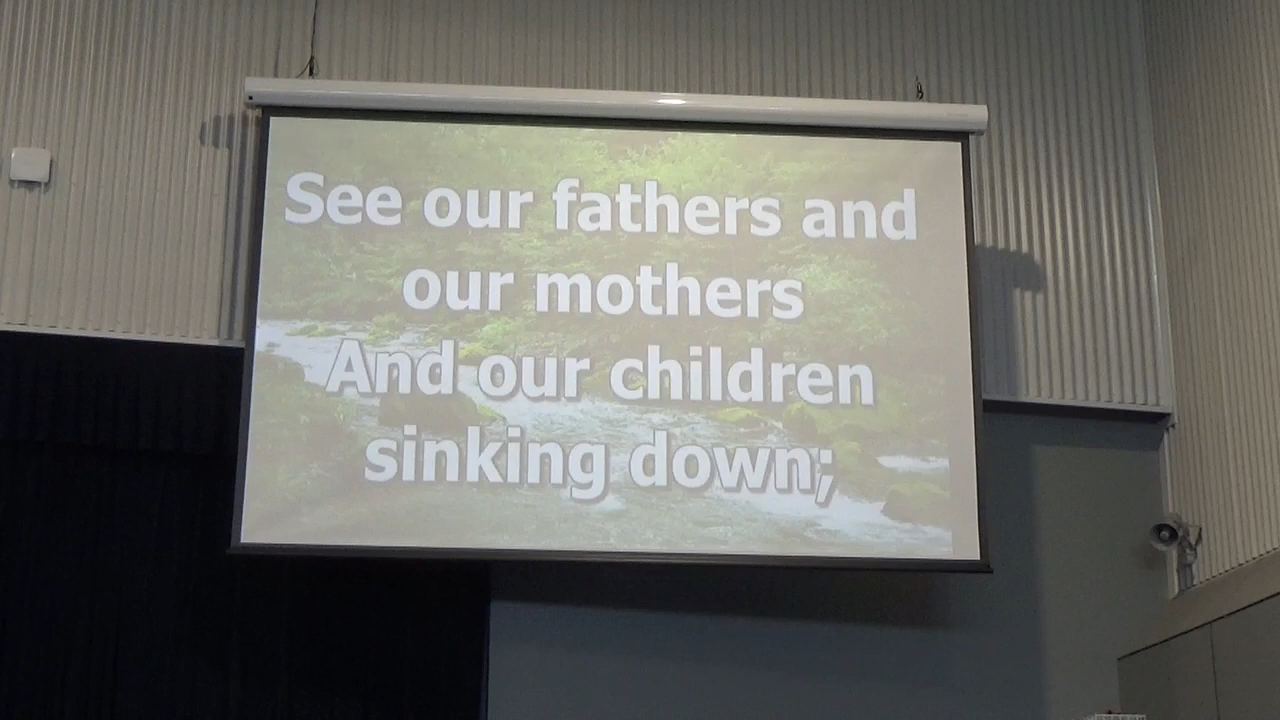 See our fathers and
our mothers
And our children
sinking down;